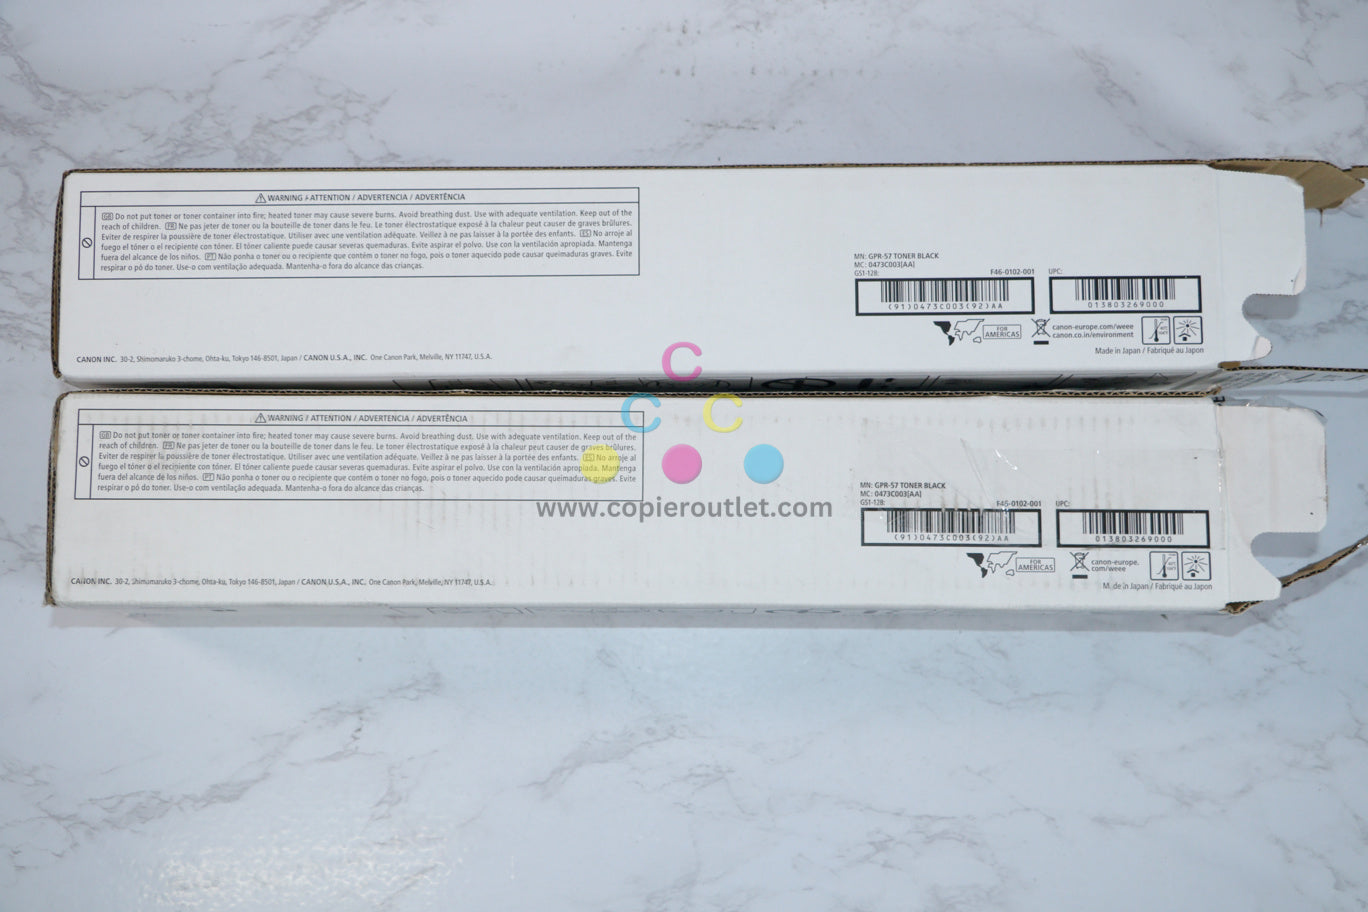 WARNING / ATTENTION / ADVERTENCIA / ADVERTÊNCIA
GB Do not put toner or toner container into fire; heated toner may cause severe burns. Avoid breathing dust. Use with adequate ventilation. Keep out of the
reach of children. FR Ne pas jeter de toner ou la bouteille de toner dans le feu. Le toner électrostatique exposé à la chaleur peut causer de graves brûlures.
Eviter de respirer la poussière de toner électrostatique. Utiliser avec une ventilation adéquate. Veillez à ne pas laisser à la portée des enfants. ES No arroje al
fuego el tóner o el recipiente con tóner. El tóner caliente puede causar severas quemaduras. Evite aspirar el polvo. Use con la ventilación apropiada. Mantenga
fuera del alcance de los niños. PT Não ponha o toner ou o recipiente que contém o toner no fogo, pois o toner aquecido pode causar queimaduras graves. Evite
respirar o pó do toner. Use-o com ventilação adequada. Mantenha-o fora do alcance das crianças.
MN: GPR-57 TONER BLACK
MC: 0473C003[AA]
GS1-128: F46-0102-001 UPC:
(91)0473C003(92)AA 013803269000
FOR AMERICAS canon-europe.com/weee
canon.co.in/environment
Made in Japan / Fabriqué au Japon
CANON INC. 30-2, Shimomaruko 3-chome, Ohta-ku, Tokyo 146-8501, Japan / CANON U.S.A., INC. One Canon Park, Melville, NY 11747, U.S.A.
C
C C
WARNING / ATTENTION / ADVERTENCIA / ADVERTÊNCIA
GB Do not put toner or toner container into fire; heated toner may cause severe burns. Avoid breathing dust. Use with adequate ventilation. Keep out of the
reach of children. FR Ne pas jeter de toner ou la bouteille de toner dans le feu. Le toner électrostatique exposé à la chaleur peut causer de graves brûlures.
Eviter de respirer la poussière de toner électrostatique. Utiliser avec une ventilation adéquate. Veillez à ne pas laisser à la portée des enfants. ES No arroje al
fuego el tóner o el recipiente con tóner. El tóner caliente puede causar severas quemaduras. Evite aspirar el polvo. Use con la ventilación apropiada. Mantenga
fuera del alcance de los niños. PT Não ponha o toner ou o recipiente que contém o toner no fogo, pois o toner aquecido pode causar queimaduras graves. Evite
respirar o pó do toner. Use-o com ventilação adequada. Mantenha-o fora do alcance das crianças.
www.copieroutlet.com
MN: GPR-57 TONER BLACK
MC: 0473C003[AA]
GS1-128: F46-0102-001 UPC:
(91)0473C003(92)AA 013803269000
FOR AMERICAS canon-europe.
com/weee
Made in Japan / Fabriqué au Japon
CANON INC. 30-2, Shimomaruko 3-chome, Ohta-ku, Tokyo 146-8501, Japan / CANON U.S.A., INC. One Canon Park, Melville, NY 11747, U.S.A.